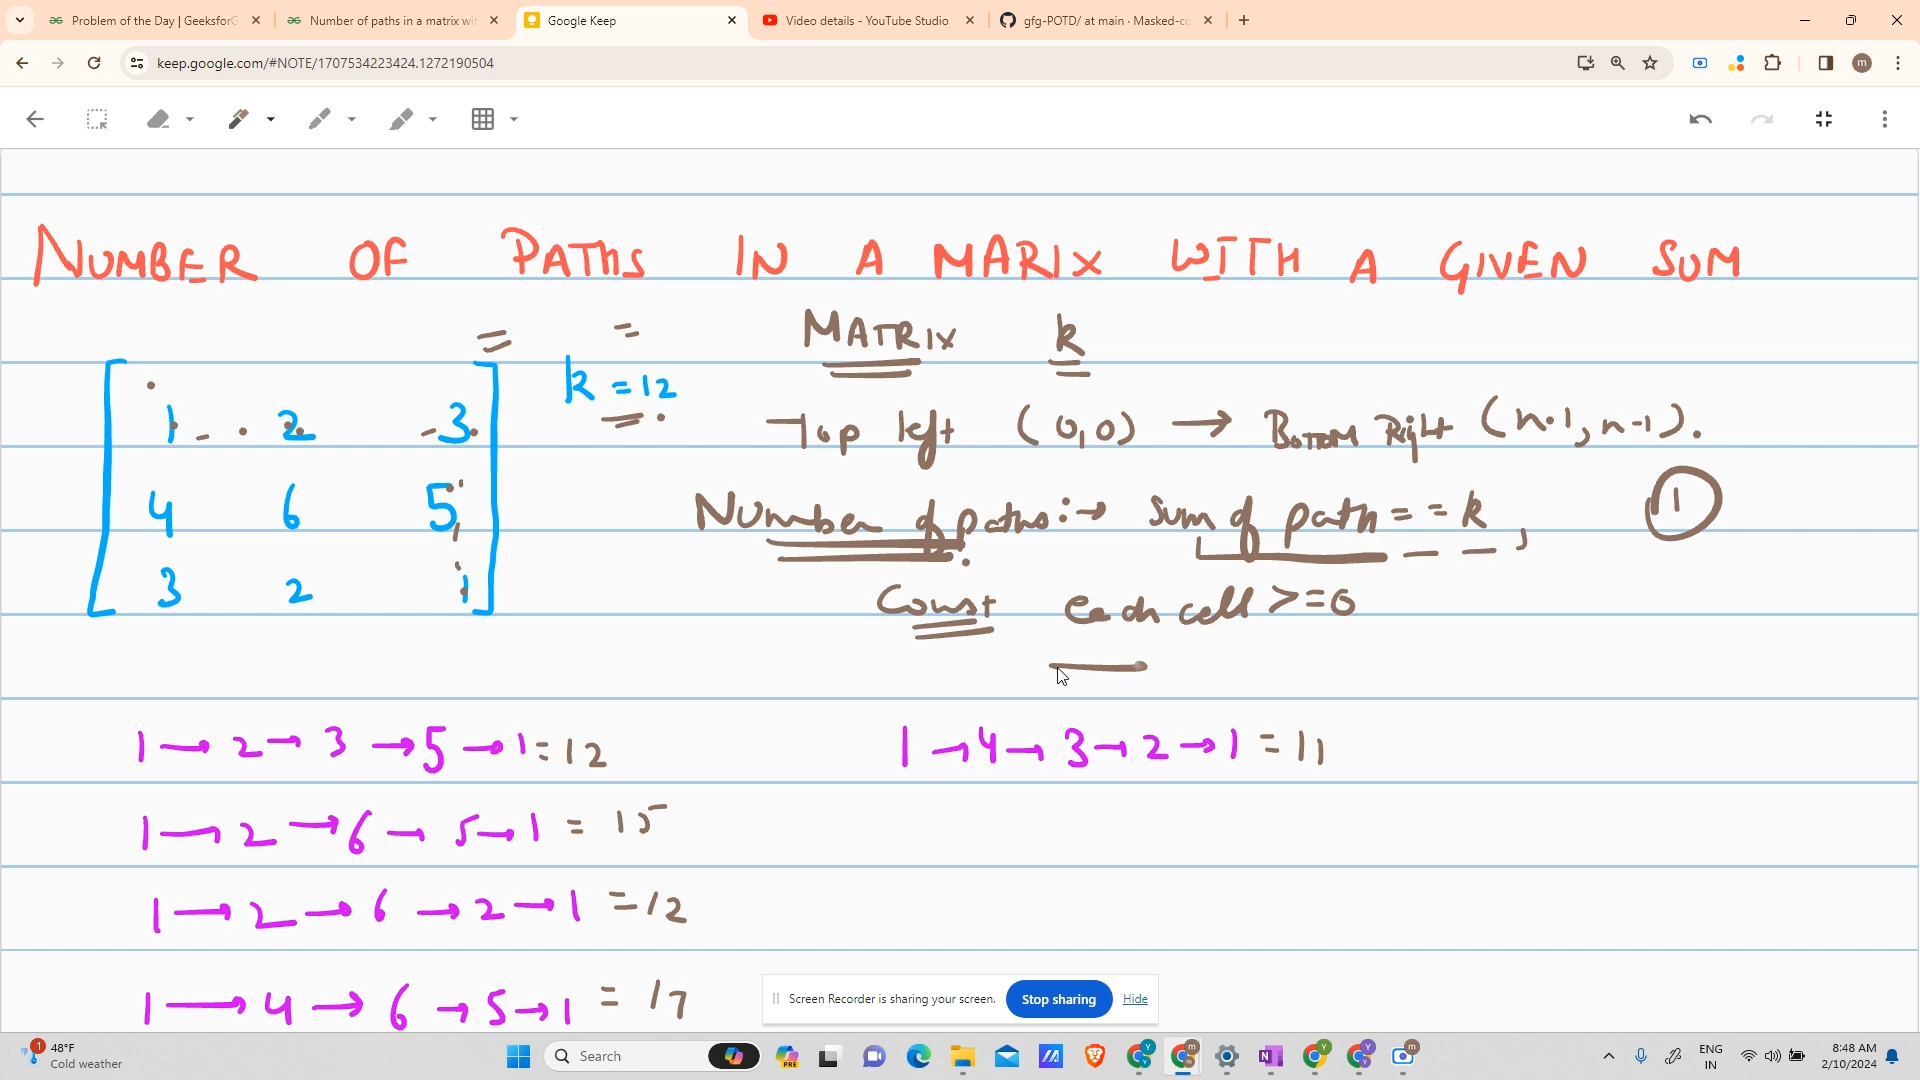 Problem of the Day | GeeksforG
Number of paths in a matrix wit
Google Keep
Video details - YouTube Studio
gfg-POTD/ at main · Masked-co
keep.google.com/#NOTE/1707534223424.1272190504
m
NUMBER OF PATHS IN A MARIX WITH A GIVEN SUM
MATRIX k
k = 12
1 2 3
4 6 5
3 2 1
Top left (0,0) → Bottom Right (n-1, n-1).
Number of paths :→ Sum of path == k,
1
Const each cell >= 0
1 → 2 → 3 → 5 → 1 = 12
1 → 4 → 3 → 2 → 1 = 11
1 → 2 → 6 → 5 → 1 = 15
1 → 2 → 6 → 2 → 1 = 12
1 → 4 → 6 → 5 → 1 = 17
Screen Recorder is sharing your screen.
Stop sharing
Hide
1
48°F
Cold weather
Search
PRE
ENG
IN
8:48 AM
2/10/2024